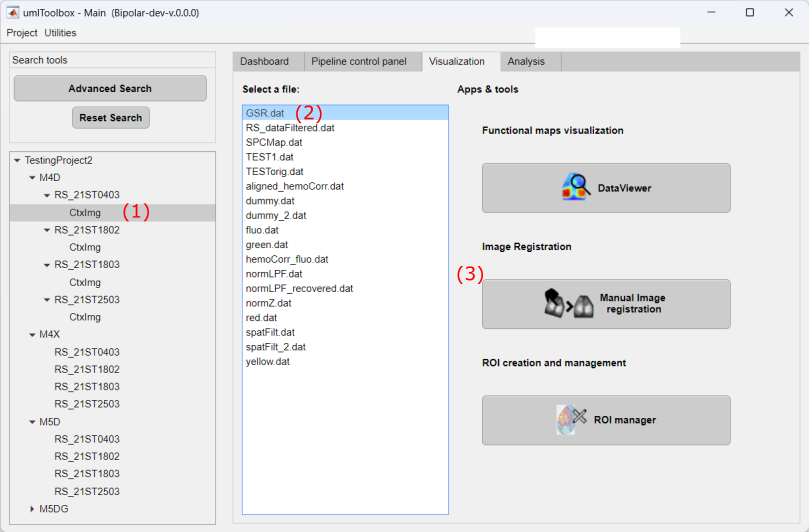 umIToolbox - Main (Bipolar-dev-v.0.0.0)
Project Utilities
Search tools
Advanced Search
Reset Search
TestingProject2
M4D
RS_21ST0403
CtxImg (1)
RS_21ST1802
CtxImg
RS_21ST1803
CtxImg
RS_21ST2503
CtxImg
M4X
RS_21ST0403
RS_21ST1802
RS_21ST1803
RS_21ST2503
M5D
RS_21ST0403
RS_21ST1802
RS_21ST1803
RS_21ST2503
M5DG
Dashboard Pipeline control panel Visualization Analysis
Select a file:
GSR.dat (2)
RS_dataFiltered.dat
SPCMap.dat
TEST1.dat
TESTorig.dat
aligned_hemoCorr.dat
dummy.dat
dummy_2.dat
fluo.dat
green.dat
hemoCorr_fluo.dat
normLPF.dat
normLPF_recovered.dat
normZ.dat
red.dat
spatFilt.dat
spatFilt_2.dat
yellow.dat
Apps & tools
Functional maps visualization
DataViewer
Image Registration
(3)
Manual Image
registration
ROI creation and management
ROI manager